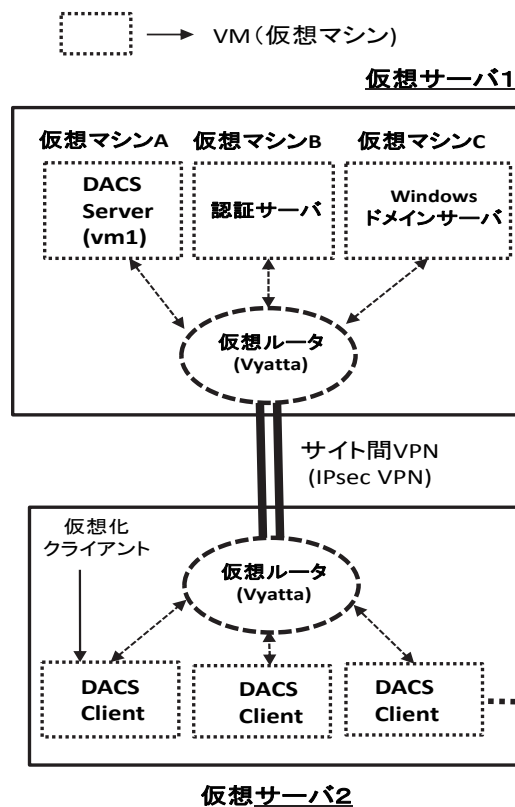 VM(仮想マシン)
仮想サーバ1
仮想マシンA
仮想マシンB
仮想マシンC
DACS
Server
(vm1)
認証サーバ
Windows
ドメインサーバ
仮想ルータ
(Vyatta)
サイト間VPN
(IPsec VPN)
仮想化
クライアント
仮想ルータ
(Vyatta)
DACS
Client
DACS
Client
DACS
Client
仮想サーバ2